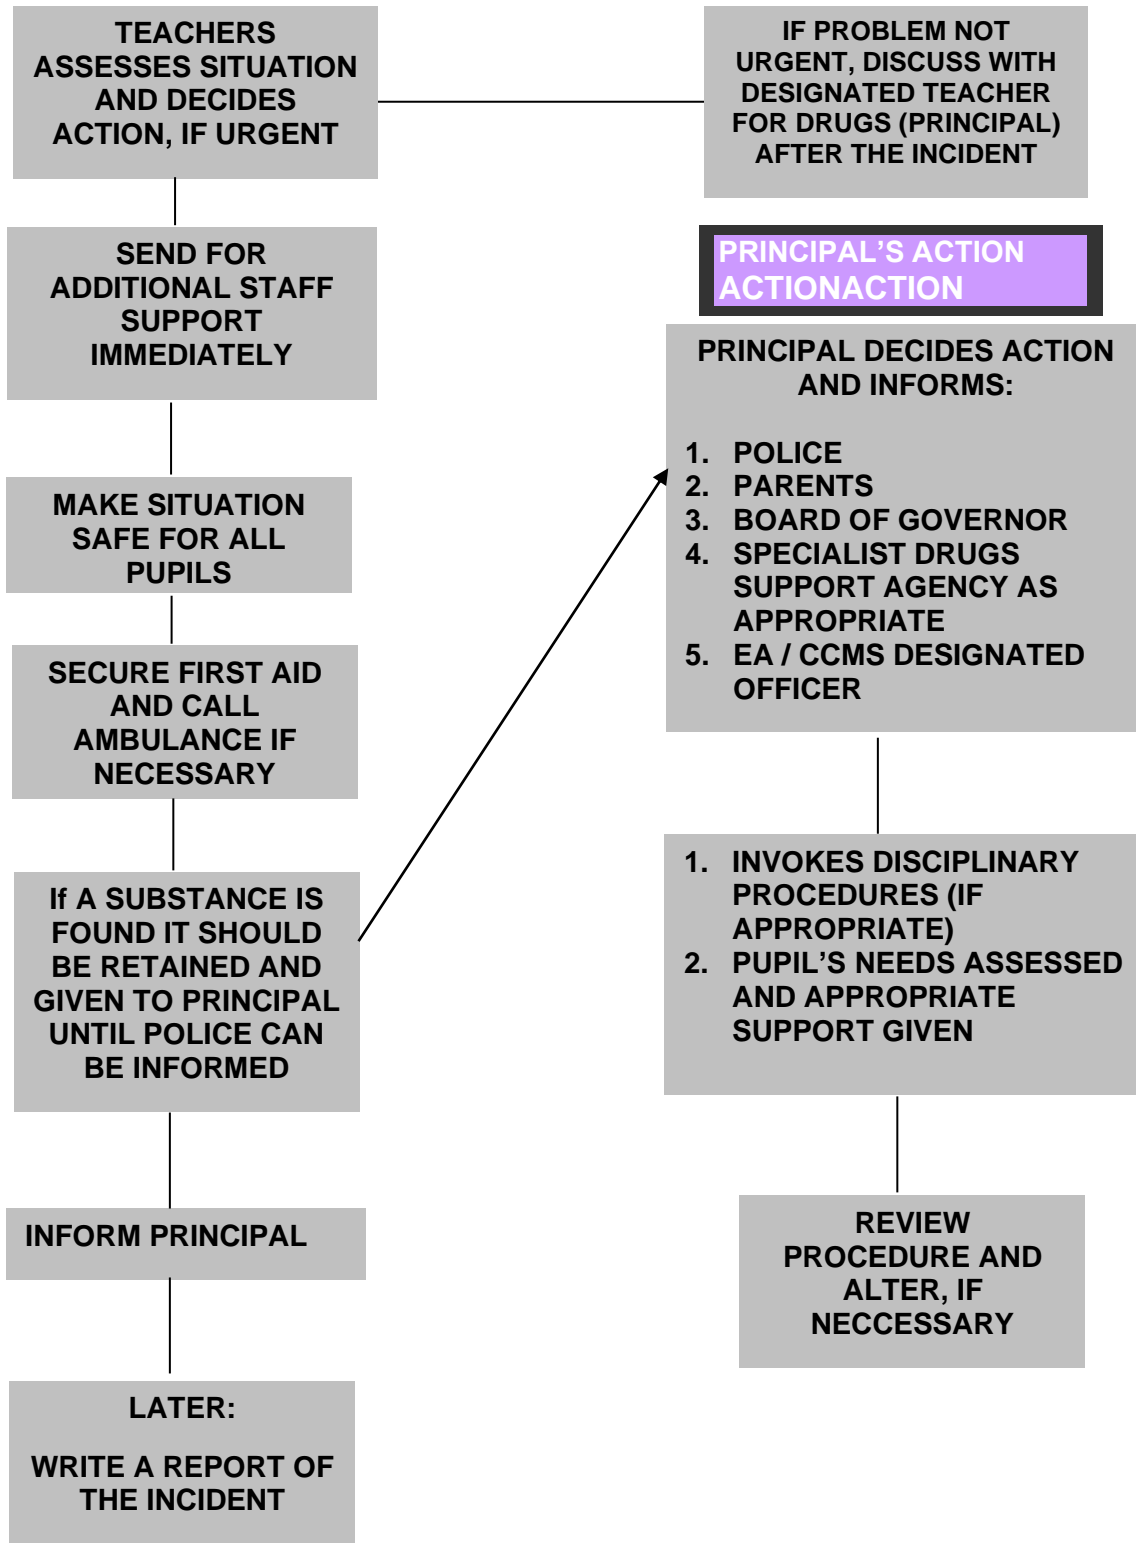 TEACHERS
ASSESSES SITUATION
AND DECIDES
ACTION, IF URGENT
IF PROBLEM NOT
URGENT, DISCUSS WITH
DESIGNATED TEACHER
FOR DRUGS (PRINCIPAL)
AFTER THE INCIDENT
SEND FOR
ADDITIONAL STAFF
SUPPORT
IMMEDIATELY
MAKE SITUATION
SAFE FOR ALL
PUPILS
SECURE FIRST AID
AND CALL
AMBULANCE IF
NECESSARY
If A SUBSTANCE IS
FOUND IT SHOULD
BE RETAINED AND
GIVEN TO PRINCIPAL
UNTIL POLICE CAN
BE INFORMED
INFORM PRINCIPAL
LATER:
WRITE A REPORT OF
THE INCIDENT
PRINCIPAL’S ACTION
ACTIONACTION
PRINCIPAL DECIDES ACTION
AND INFORMS:
1. POLICE
2. PARENTS
3. BOARD OF GOVERNOR
4. SPECIALIST DRUGS
SUPPORT AGENCY AS
APPROPRIATE
5. EA / CCMS DESIGNATED
OFFICER
1. INVOKES DISCIPLINARY
PROCEDURES (IF
APPROPRIATE)
2. PUPIL’S NEEDS ASSESSED
AND APPROPRIATE
SUPPORT GIVEN
REVIEW
PROCEDURE AND
ALTER, IF
NECCESSARY